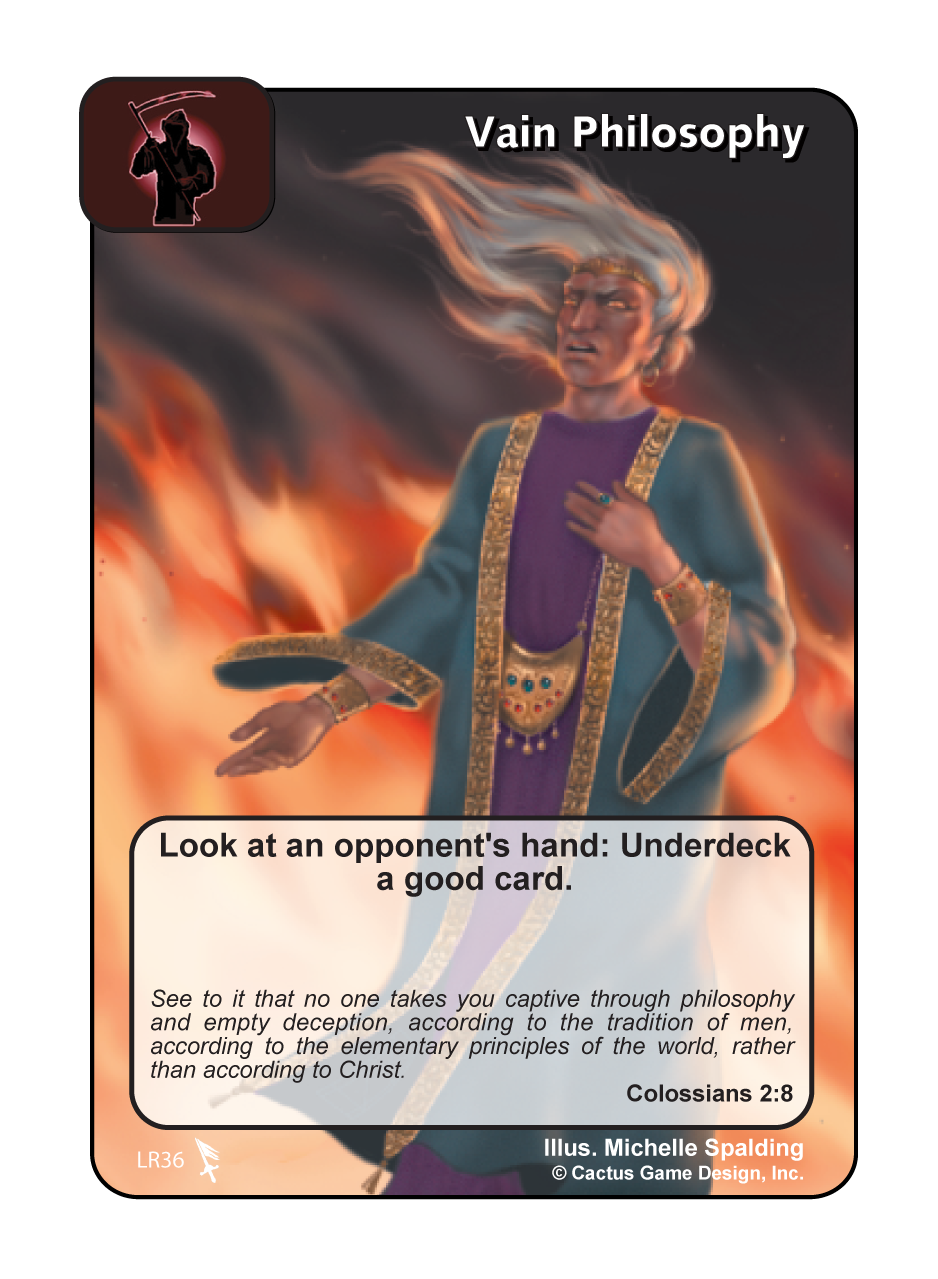 Vain Philosophy
Look at an opponent's hand: Underdeck
a good card.
See to it that no one takes you captive through philosophy
and empty deception, according to the tradition of men,
according to the elementary principles of the world, rather
than according to Christ.
Colossians 2:8
LR36
Illus. Michelle Spalding
© Cactus Game Design, Inc.